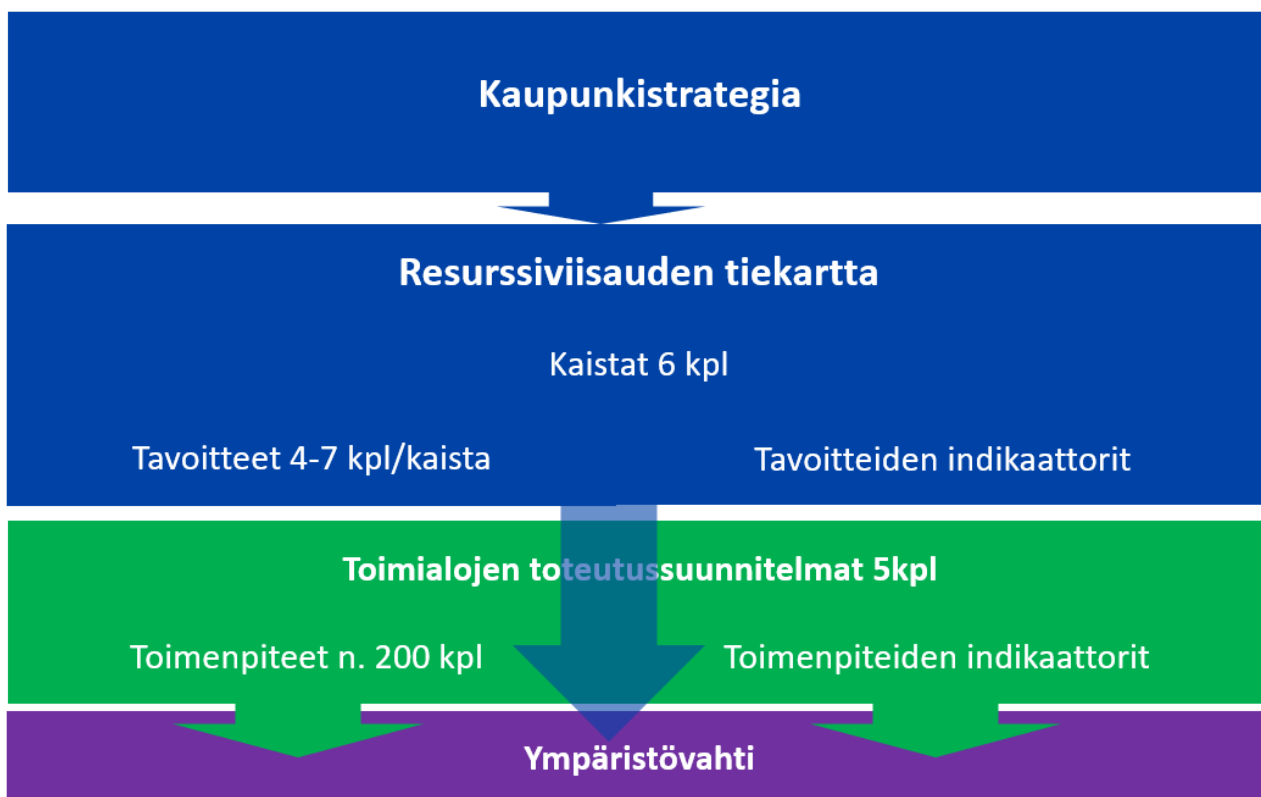 Kaupunkistrategia
Resurssiviisauden tiekartta
Kaistat 6 kpl
Tavoitteet 4-7 kpl/kaista
Tavoitteiden indikaattorit
Toimialojen toteutussuunnitelmat 5kpl
Toimenpiteet n. 200 kpl
Toimenpiteiden indikaattorit
Ympäristövahti